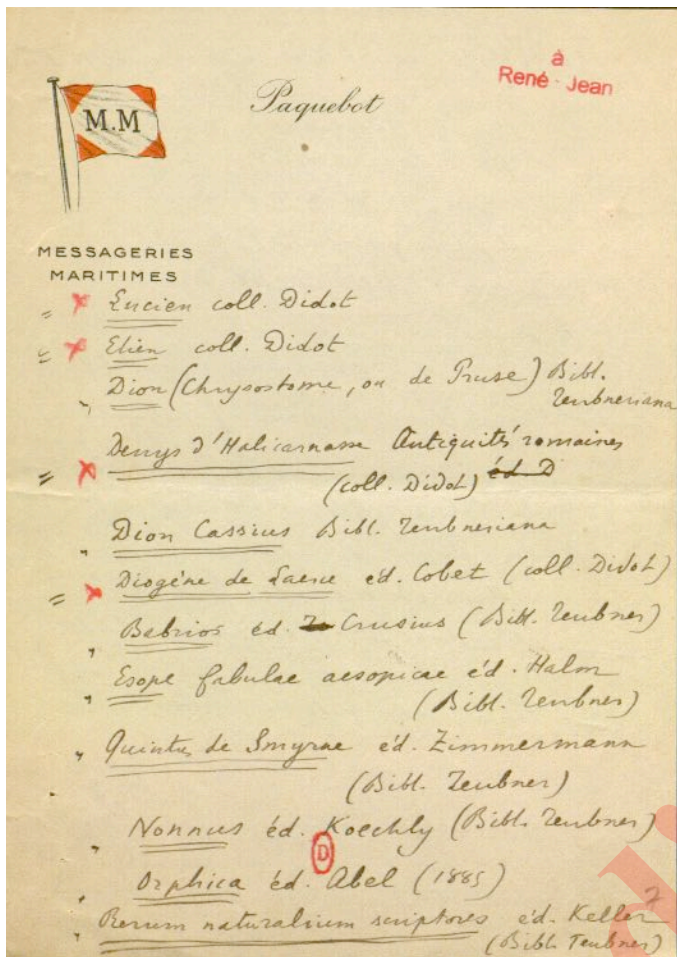 à
René-Jean
M.M
Paquebot
MESSAGERIES
MARITIMES
= x Lucien coll. Didot
= x Elien coll. Didot
" Dion (Chrysostome, ou de Pruse) Bibl.
Teubneriana
Denys d'Halicarnasse Antiquités romaines
= x (coll. Didot) éd. D
" Dion Cassius Bibl. Teubneriana
= x Diogène de Laerce éd. Cobet (coll. Didot)
" Babrios éd. Crusius (Bibl. Teubner)
" Esope fabulae aesopicae éd. Halm
(Bibl. Teubner)
" Quintus de Smyrne éd. Zimmermann
(Bibl. Teubner)
" Nonnus éd. Koechly (Bibl. Teubner)
D
" Orphica éd. Abel (1885)
" Rerum naturalium scriptores éd. Keller
(Bibl. Teubner)